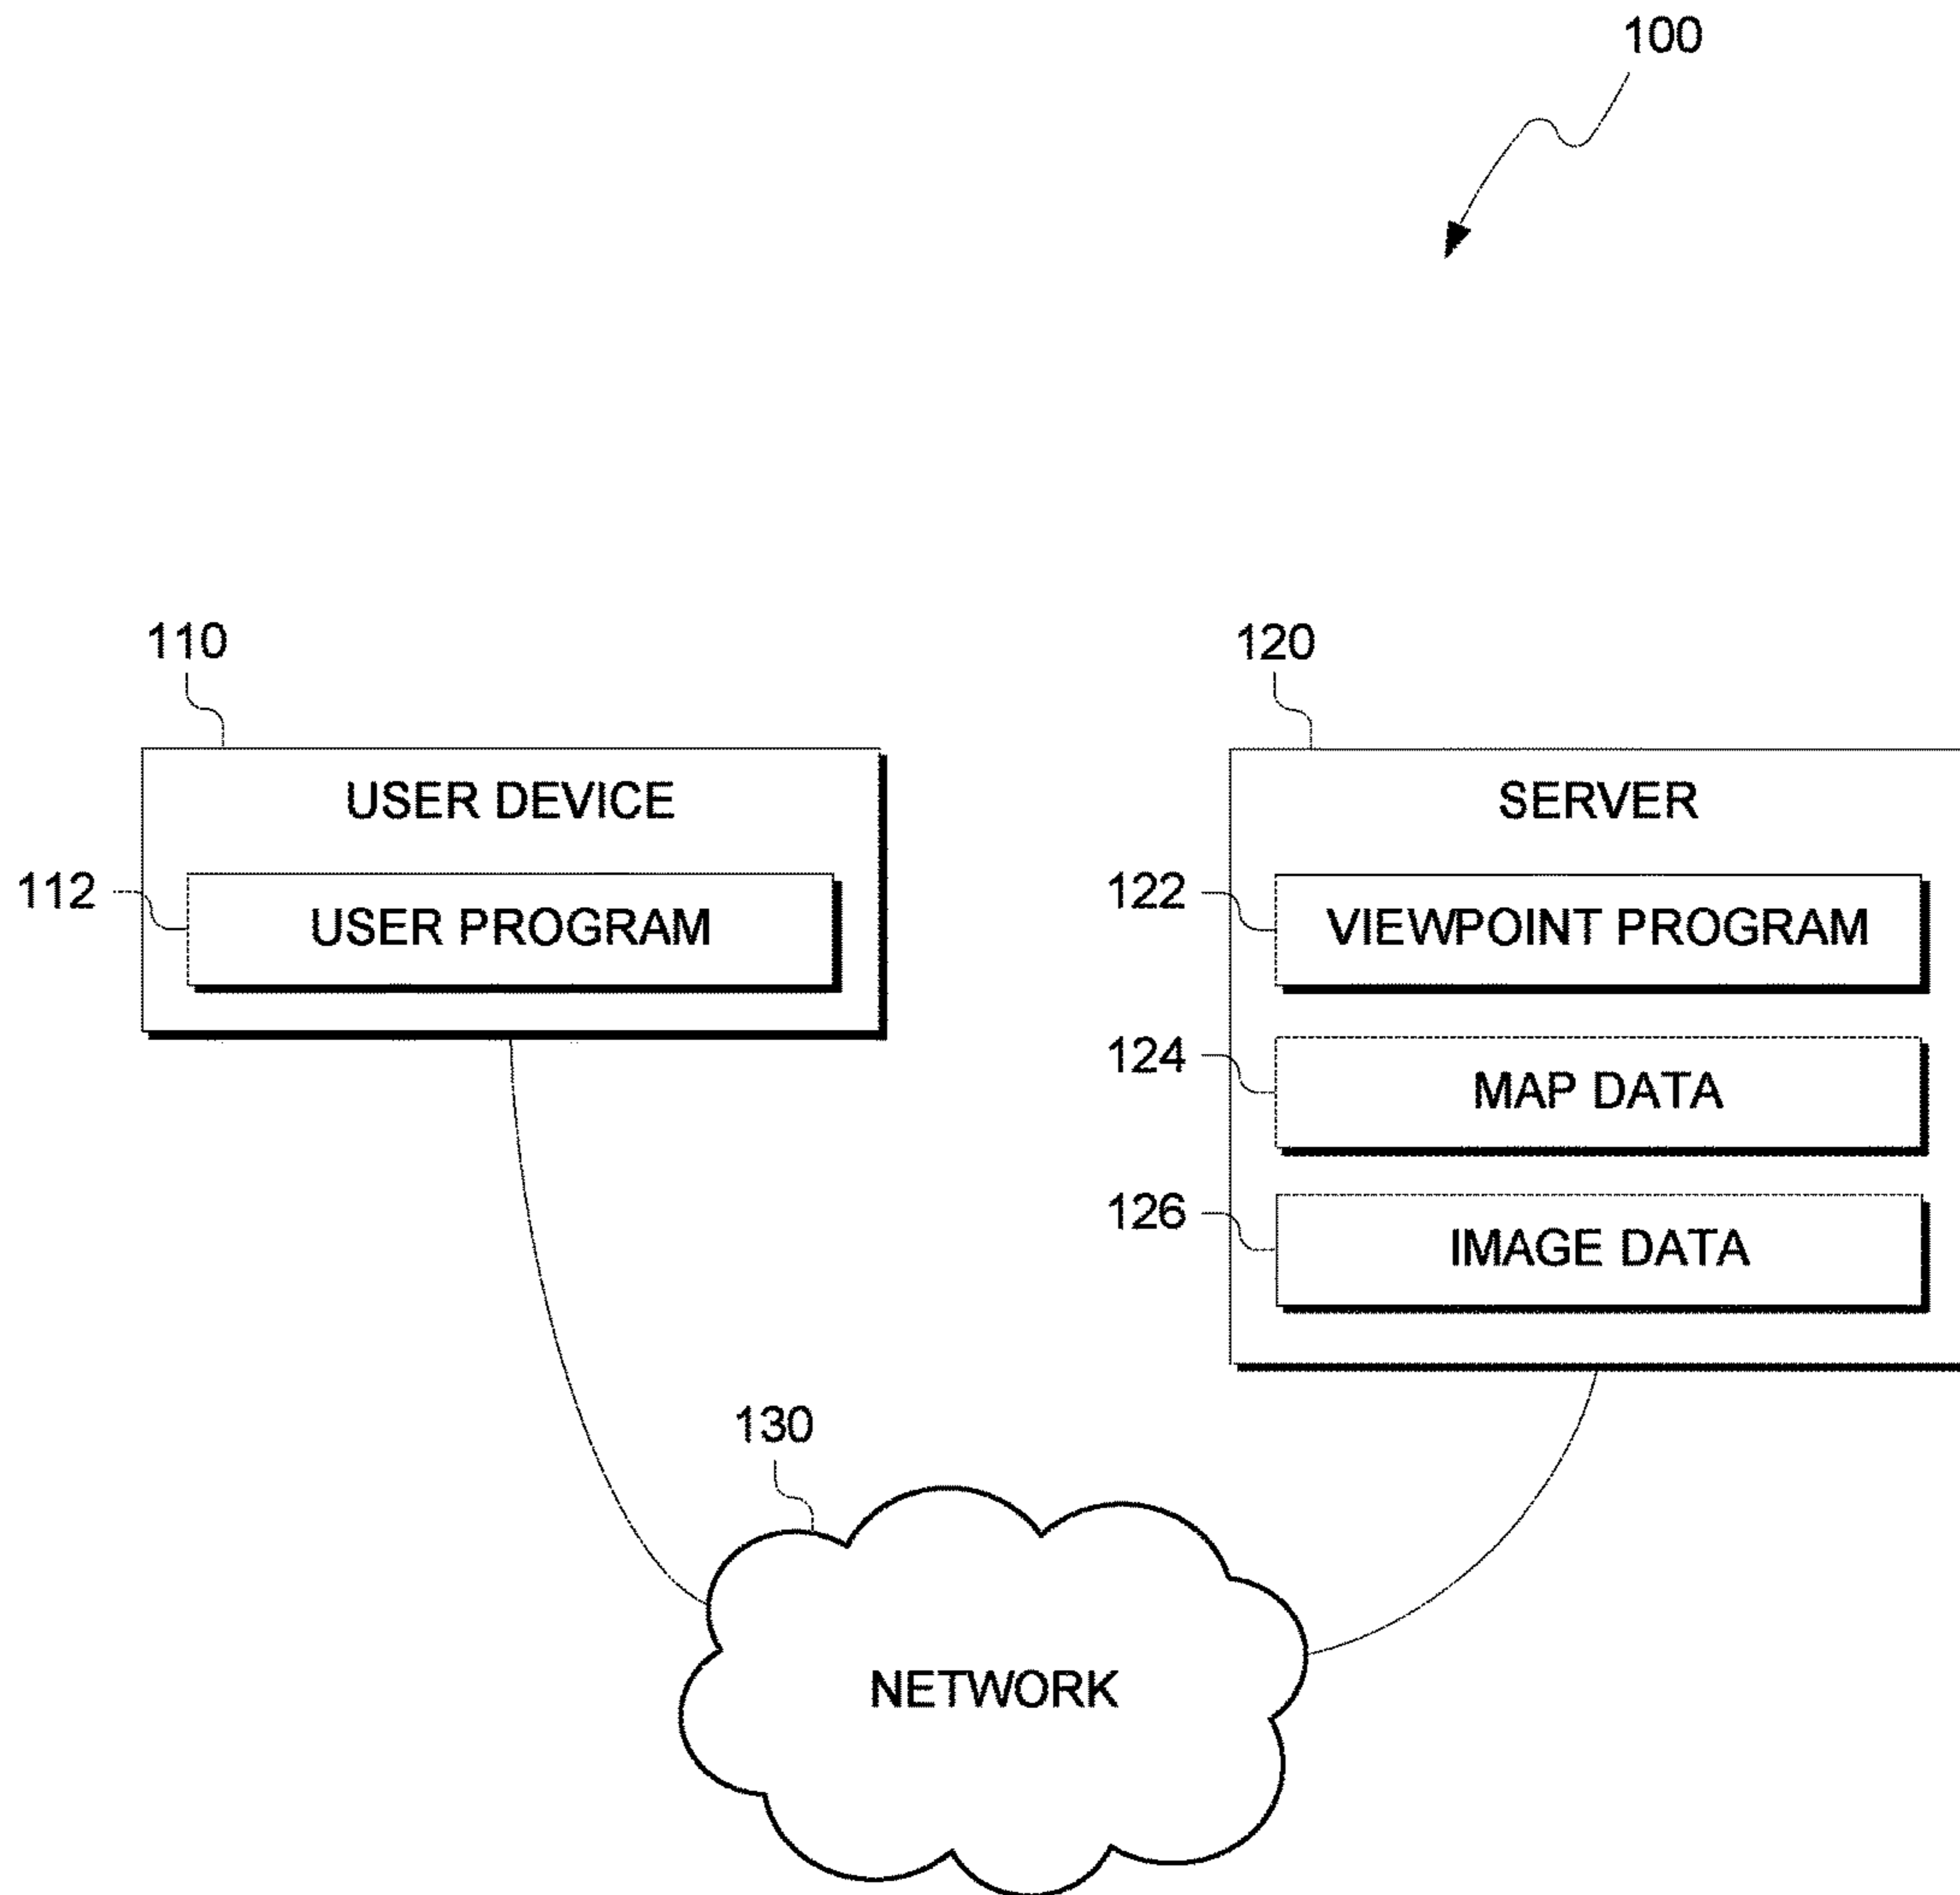 100
110
120
USER DEVICE
SERVER
112
USER PROGRAM
122
VIEWPOINT PROGRAM
124
MAP DATA
126
IMAGE DATA
130
NETWORK